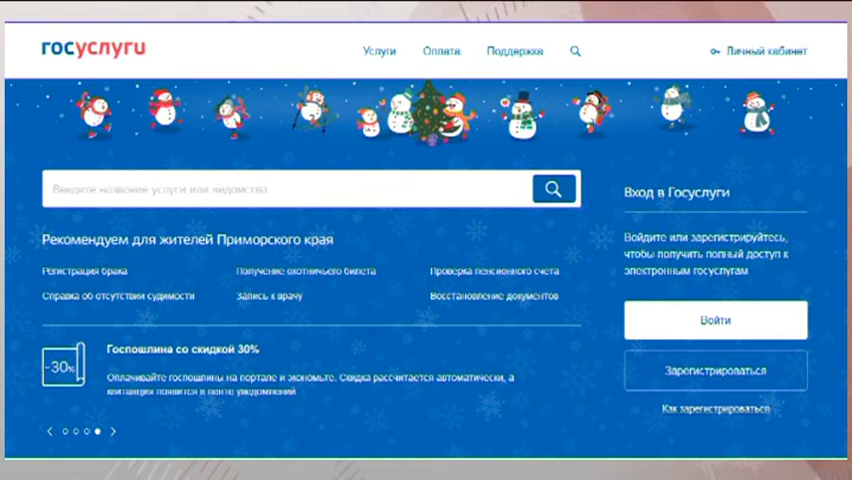 госуслуги
Услуги Оплата Поддержка Личный кабинет
Введите название услуги или ведомства
Рекомендуем для жителей Приморского края
Регистрация брака Получение охотничьего билета Проверка пенсионного счета
Справка об отсутствии судимости Запись к врачу Восстановление документов
-30%
Госпошлина со скидкой 30%
Оплачивайте госпошлины на портале и экономьте. Скидка рассчитается автоматически, а
квитанция появится в ленте уведомлений
Вход в Госуслуги
Войдите или зарегистрируйтесь,
чтобы получить полный доступ к
электронным госуслугам
Войти
Зарегистрироваться
Как зарегистрироваться